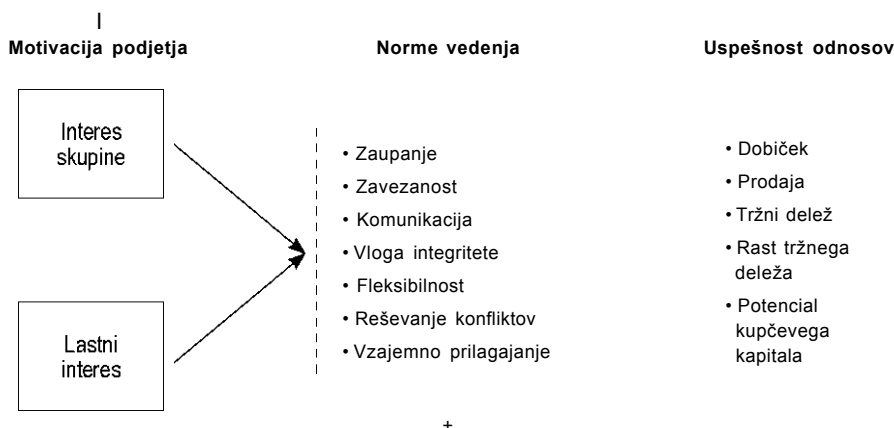 Motivacija podjetja
Norme vedenja
Uspešnost odnosov
Interes
skupine
Lastni
interes
• Zaupanje
• Zavezanost
• Komunikacija
• Vloga integritete
• Fleksibilnost
• Reševanje konfliktov
• Vzajemno prilagajanje
• Dobiček
• Prodaja
• Tržni delež
• Rast tržnega
deleža
• Potencial
kupčevega
kapitala
+